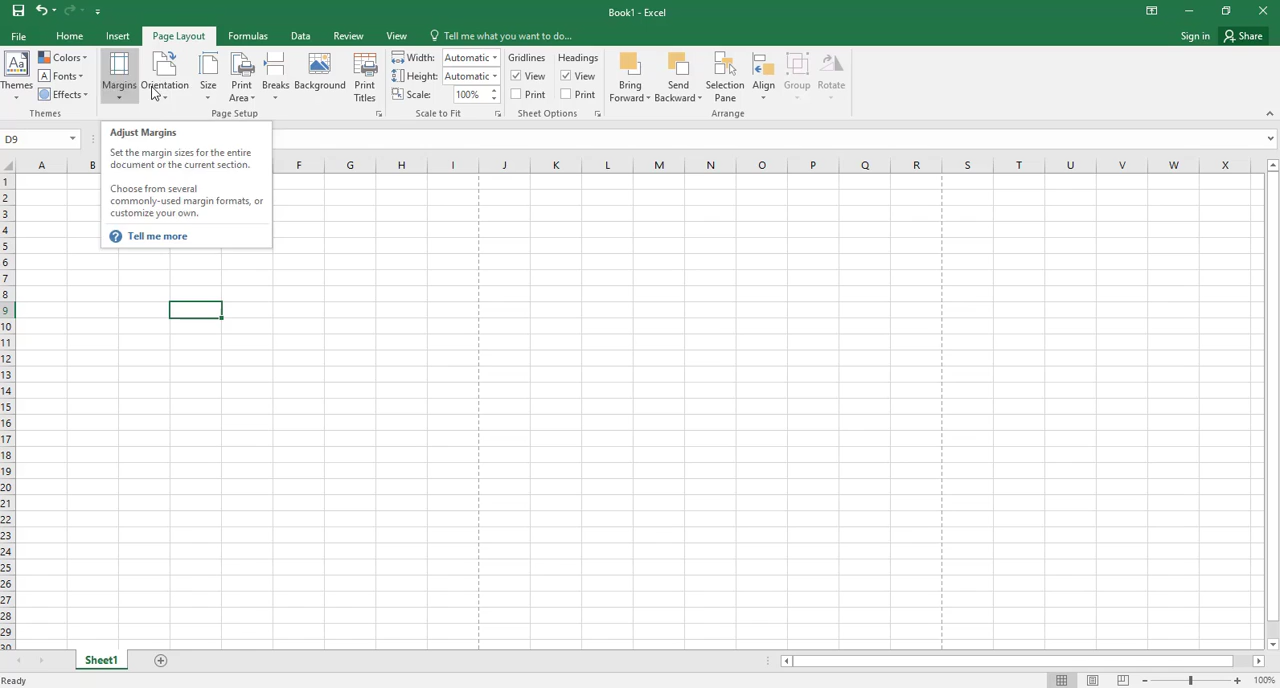 Book1 - Excel
File Home Insert Page Layout Formulas Data Review View Tell me what you want to do... Sign in Share
Themes
Colors
Fonts
Effects
Themes
Margins Orientation Size Print Area Breaks Background Print Titles
Page Setup
Width: Automatic
Height: Automatic
Scale: 100%
Scale to Fit
Gridlines Headings
View View
Print Print
Sheet Options
Bring Forward Send Backward Selection Pane Align Group Rotate
Arrange
D9
Adjust Margins
Set the margin sizes for the entire
document or the current section.
Choose from several
commonly-used margin formats, or
customize your own.
? Tell me more
A B F G H I J K L M N O P Q R S T U V W X
1
2
3
4
5
6
7
8
9
10
11
12
13
14
15
16
17
18
19
20
21
22
23
24
25
26
27
28
29
30
Sheet1
Ready 100%